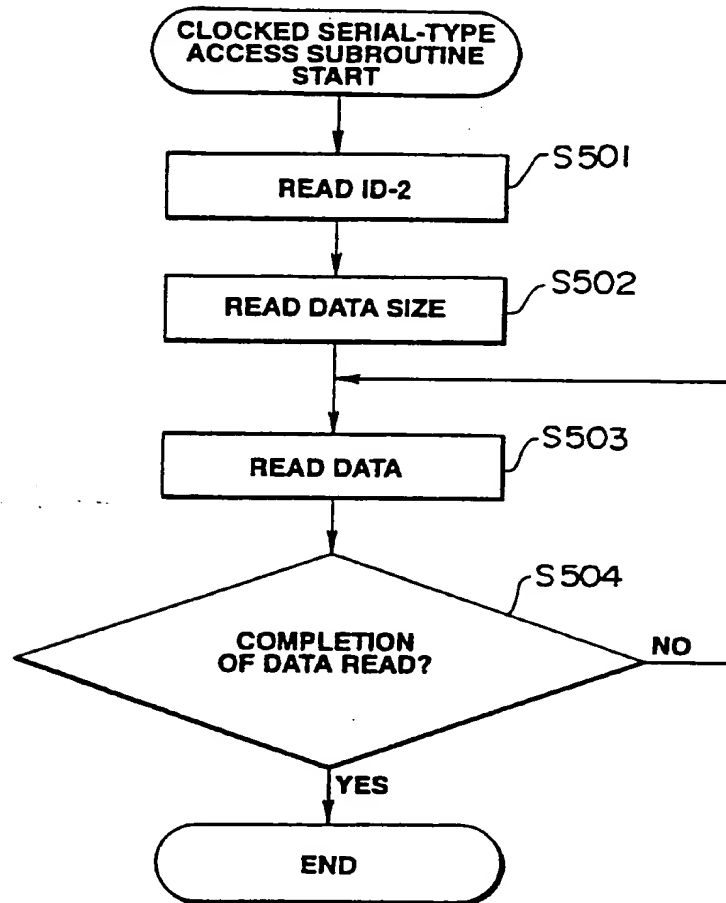 CLOCKED SERIAL-TYPE
ACCESS SUBROUTINE
START
S501
READ ID-2
S502
READ DATA SIZE
S503
READ DATA
S504
COMPLETION
OF DATA READ?
NO
YES
END